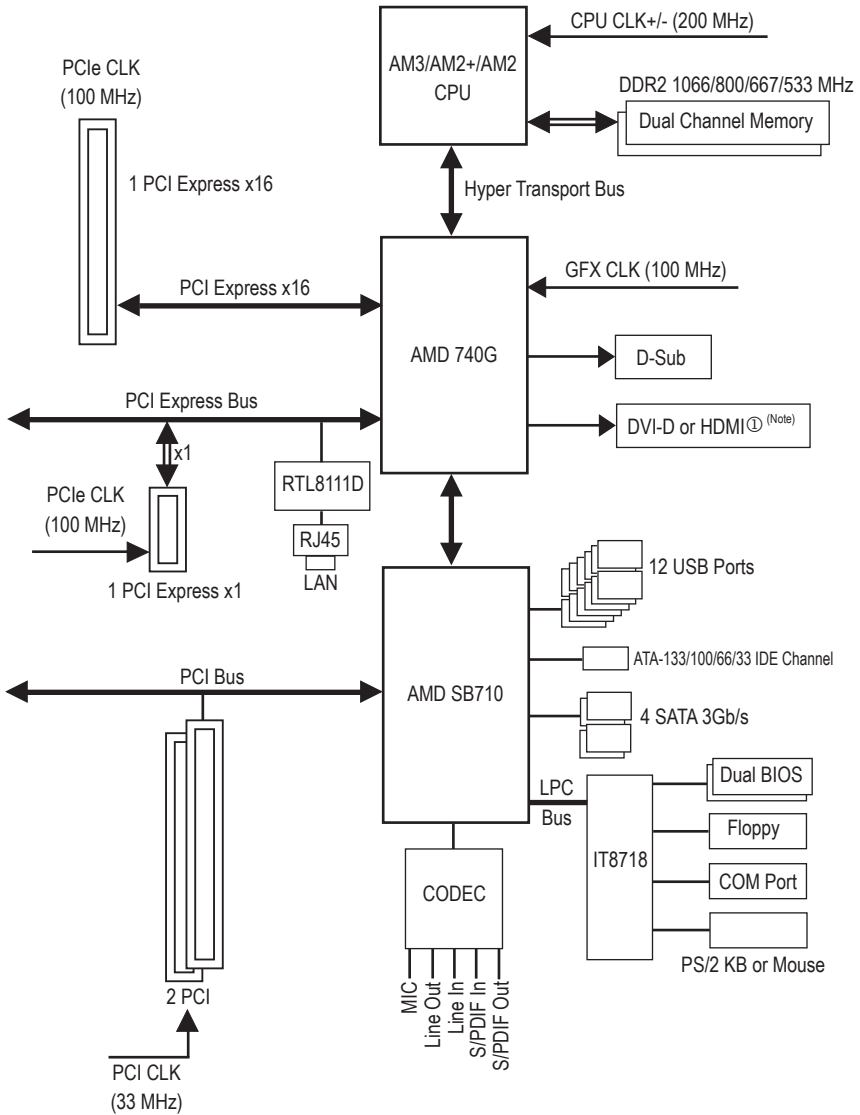 CPU CLK+/- (200 MHz)
AM3/AM2+/AM2
CPU
DDR2 1066/800/667/533 MHz
Dual Channel Memory
PCIe CLK
(100 MHz)
1 PCI Express x16
Hyper Transport Bus
GFX CLK (100 MHz)
PCI Express x16
AMD 740G
D-Sub
PCI Express Bus
DVI-D or HDMI① (Note)
x1
RTL8111D
PCIe CLK
(100 MHz)
RJ45
LAN
1 PCI Express x1
12 USB Ports
ATA-133/100/66/33 IDE Channel
PCI Bus
AMD SB710
4 SATA 3Gb/s
LPC
Bus
Dual BIOS
IT8718
Floppy
COM Port
PS/2 KB or Mouse
CODEC
MIC
Line Out
Line In
S/PDIF In
S/PDIF Out
2 PCI
PCI CLK
(33 MHz)